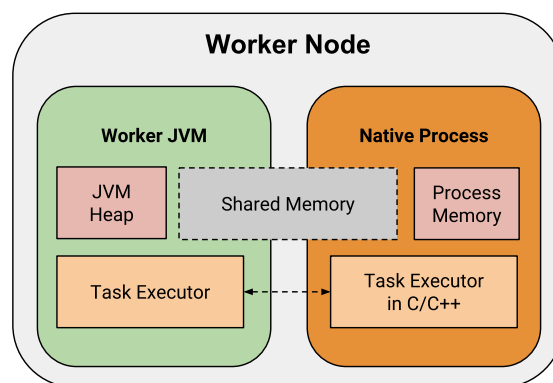 Worker Node
Worker JVM
Native Process
JVM
Heap
Shared Memory
Process
Memory
Task Executor
Task Executor
in C/C++